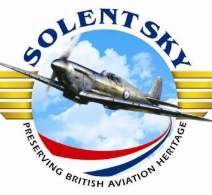 SOLENT SKY
PRESERVING BRITISH AVIATION HERITAGE